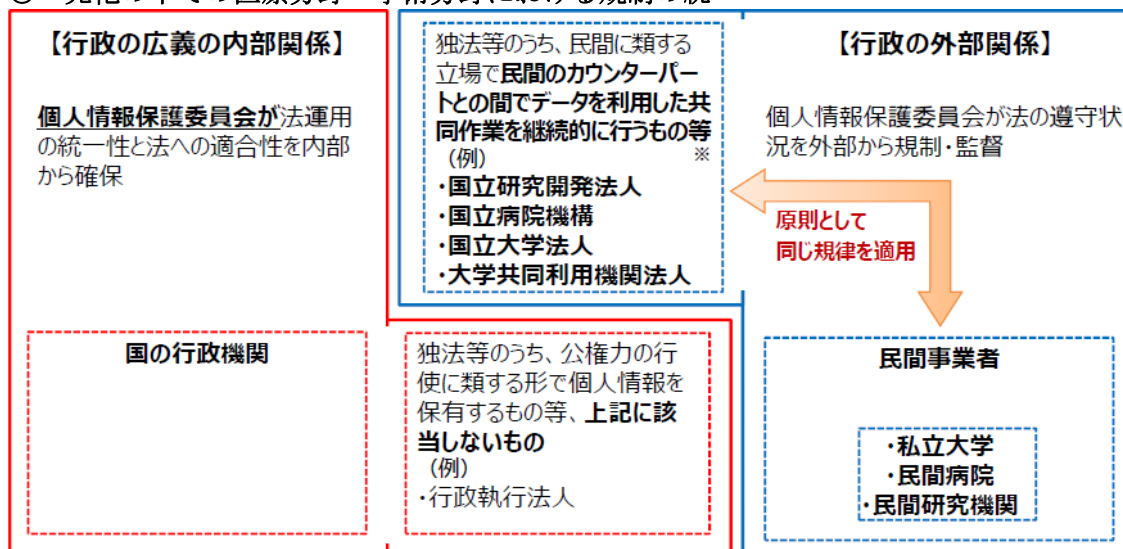 【行政の広義の内部関係】
個人情報保護委員会が法運用
の統一性と法への適合性を内部
から確保
独法等のうち、民間に類する
立場で民間のカウンターパー
トとの間でデータを利用した共
同作業を継続的に行うもの等
※
(例)
・国立研究開発法人
・国立病院機構
・国立大学法人
・大学共同利用機関法人
【行政の外部関係】
個人情報保護委員会が法の遵守状
況を外部から規制・監督
原則として
同じ規律を適用
国の行政機関
独法等のうち、公権力の行
使に類する形で個人情報を
保有するもの等、上記に該
当しないもの
(例)
・行政執行法人
民間事業者
・私立大学
・民間病院
・民間研究機関